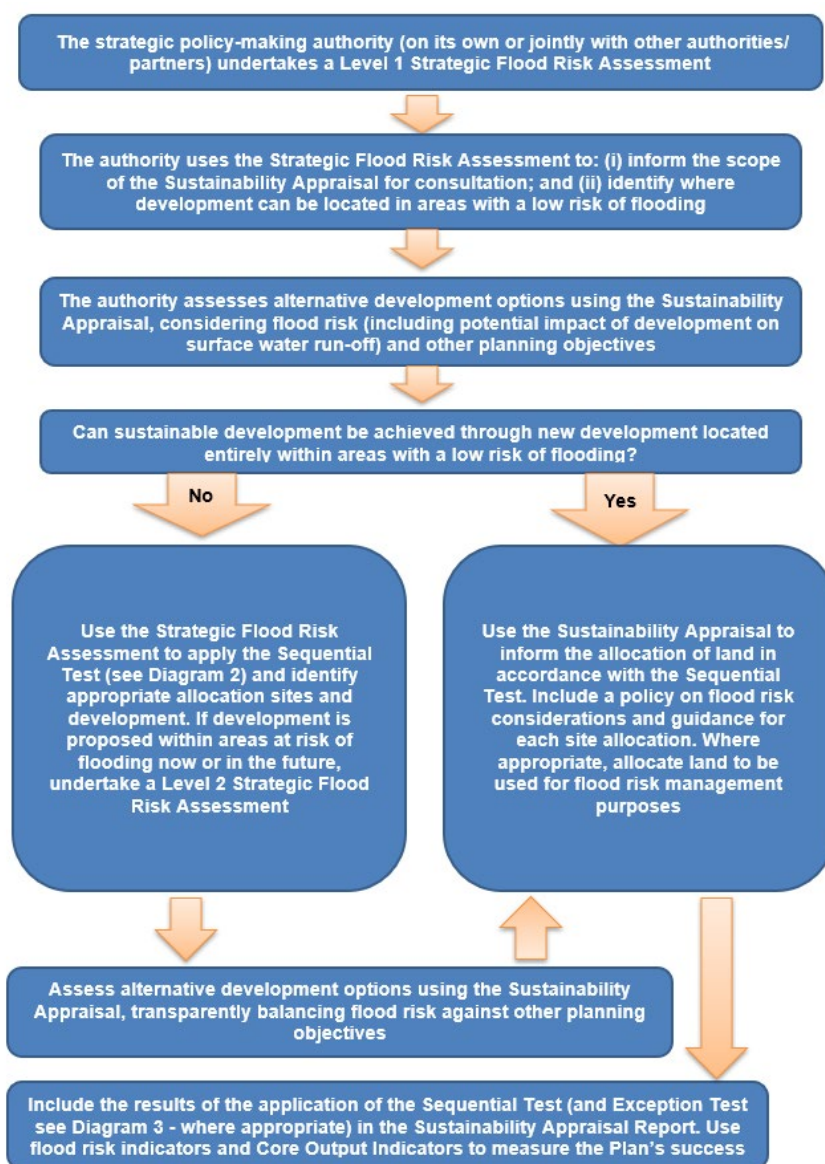 The strategic policy-making authority (on its own or jointly with other authorities/
partners) undertakes a Level 1 Strategic Flood Risk Assessment
The authority uses the Strategic Flood Risk Assessment to: (i) inform the scope
of the Sustainability Appraisal for consultation; and (ii) identify where
development can be located in areas with a low risk of flooding
The authority assesses alternative development options using the Sustainability
Appraisal, considering flood risk (including potential impact of development on
surface water run-off) and other planning objectives
Can sustainable development be achieved through new development located
entirely within areas with a low risk of flooding?
No
Yes
Use the Strategic Flood Risk
Assessment to apply the Sequential
Test (see Diagram 2) and identify
appropriate allocation sites and
development. If development is
proposed within areas at risk of
flooding now or in the future,
undertake a Level 2 Strategic Flood
Risk Assessment
Use the Sustainability Appraisal to
inform the allocation of land in
accordance with the Sequential
Test. Include a policy on flood risk
considerations and guidance for
each site allocation. Where
appropriate, allocate land to be
used for flood risk management
purposes
Assess alternative development options using the Sustainability
Appraisal, transparently balancing flood risk against other planning
objectives
Include the results of the application of the Sequential Test (and Exception Test
see Diagram 3 - where appropriate) in the Sustainability Appraisal Report. Use
flood risk indicators and Core Output Indicators to measure the Plan's success